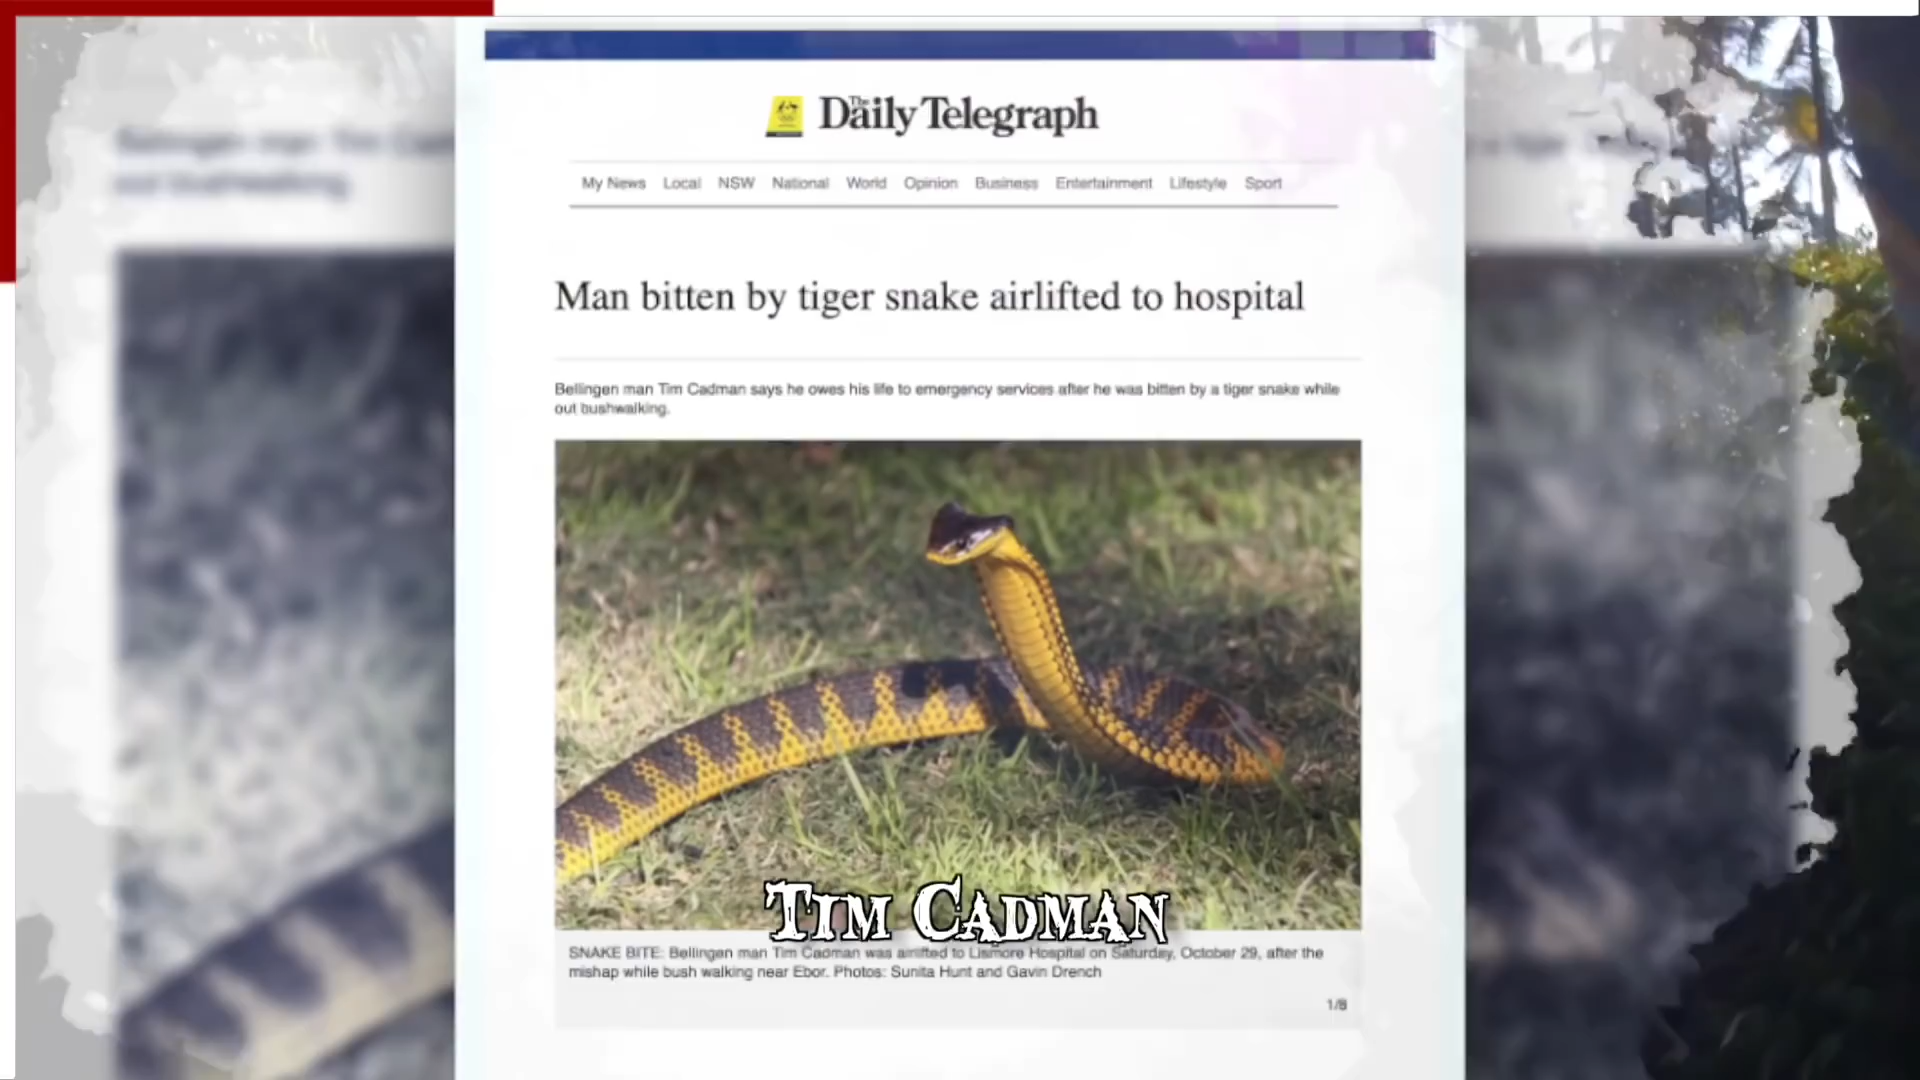 The Daily Telegraph
My News Local NSW National World Opinion Business Entertainment Lifestyle Sport
Man bitten by tiger snake airlifted to hospital
Bellingen man Tim Cadman says he owes his life to emergency services after he was bitten by a tiger snake while
out bushwalking.
TIM CADMAN
SNAKE BITE: Bellingen man Tim Cadman was airlifted to Lismore Hospital on Saturday, October 29, after the
mishap while bush walking near Ebor. Photos: Sunita Hunt and Gavin Drench
1/8